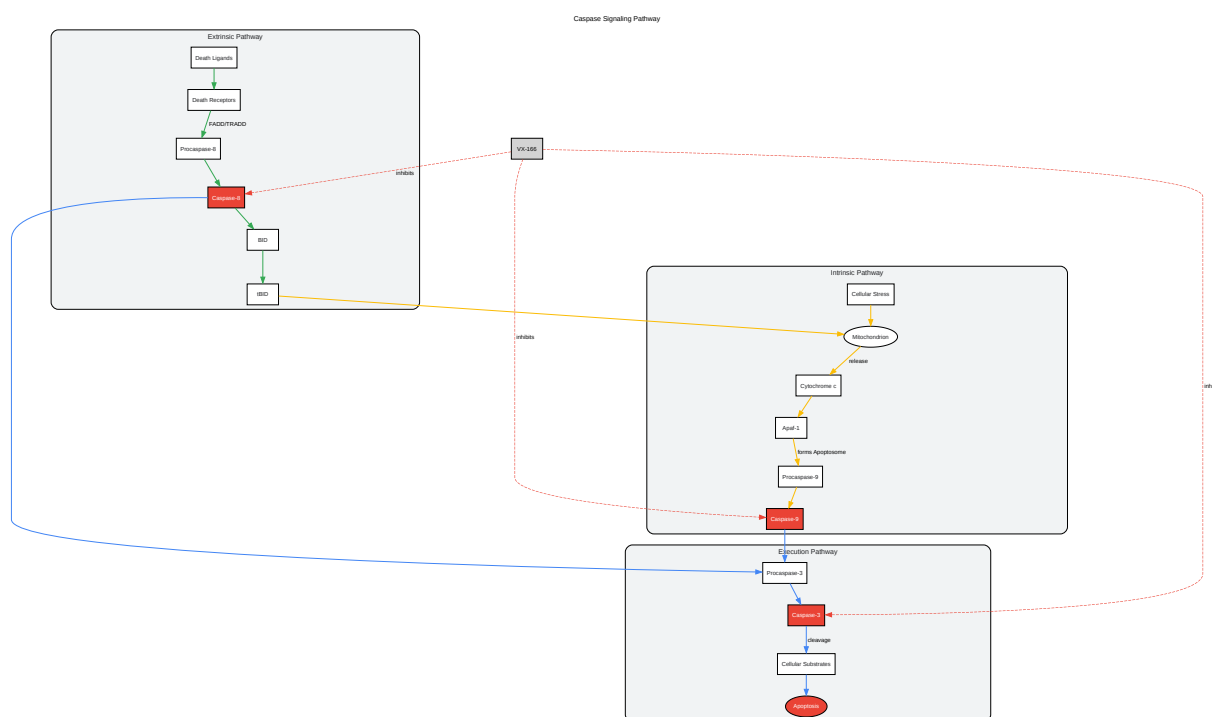 Caspase Signaling Pathway
Extrinsic Pathway
Death Ligands
Death Receptors
FADD/TRADD
Procaspase-8
VX-166
inhibits
Caspase-8
BID
tBID
Intrinsic Pathway
Cellular Stress
Mitochondrion
inhibits
release
Cytochrome c
inh
Apaf-1
forms Apoptosome
Procaspase-9
Caspase-9
Execution Pathway
Procaspase-3
Caspase-3
cleavage
Cellular Substrates
Apoptosis